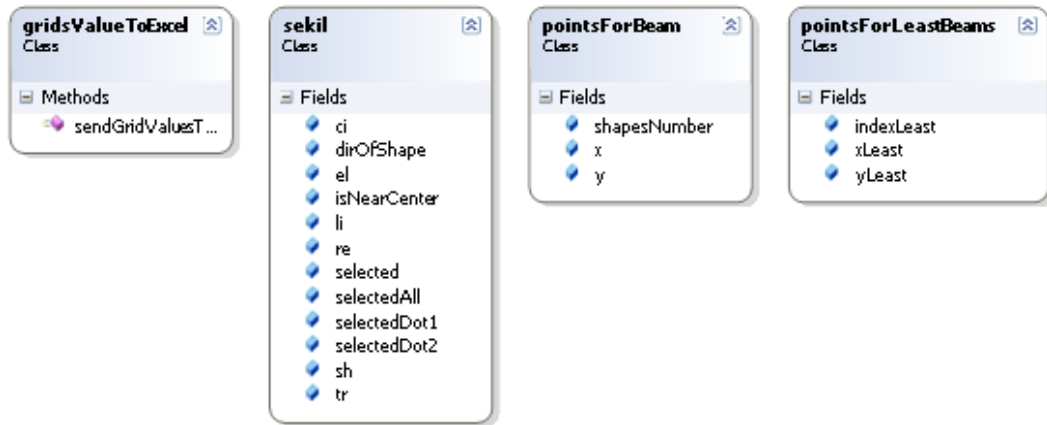 gridsValueToExcel
Class
Methods
sendGridValuesT...
sekil
Class
Fields
ci
dirOfShape
el
isNearCenter
li
re
selected
selectedAll
selectedDot1
selectedDot2
sh
tr
pointsForBeam
Class
Fields
shapesNumber
x
y
pointsForLeastBeams
Class
Fields
indexLeast
xLeast
yLeast